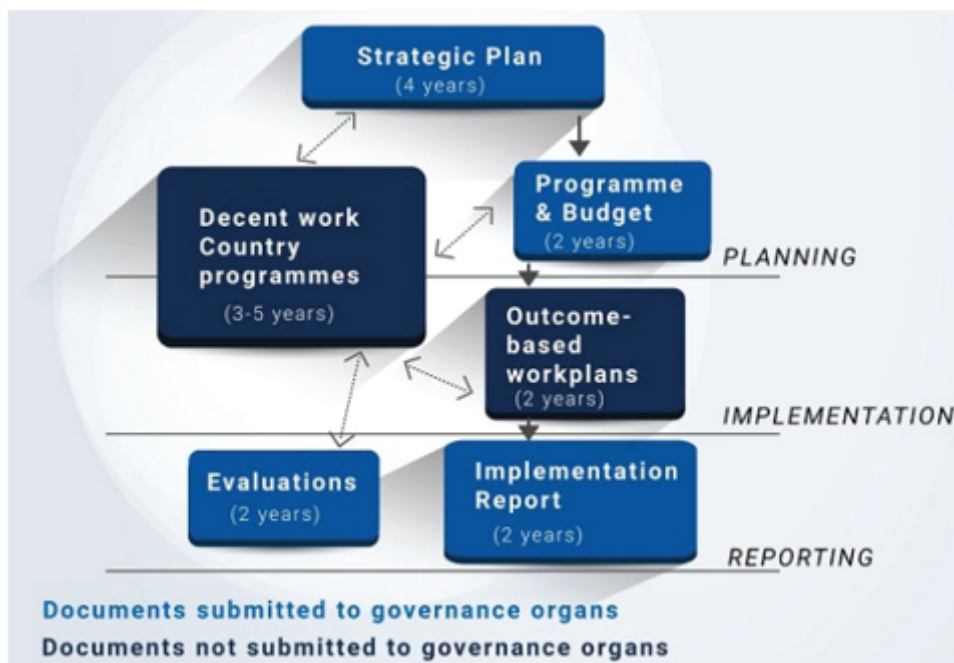 Strategic Plan
(4 years)
Decent work
Country
programmes
(3-5 years)
Programme
& Budget
(2 years)
PLANNING
Outcome-
based
workplans
(2 years)
IMPLEMENTATION
Evaluations
(2 years)
Implementation
Report
(2 years)
REPORTING
Documents submitted to governance organs
Documents not submitted to governance organs